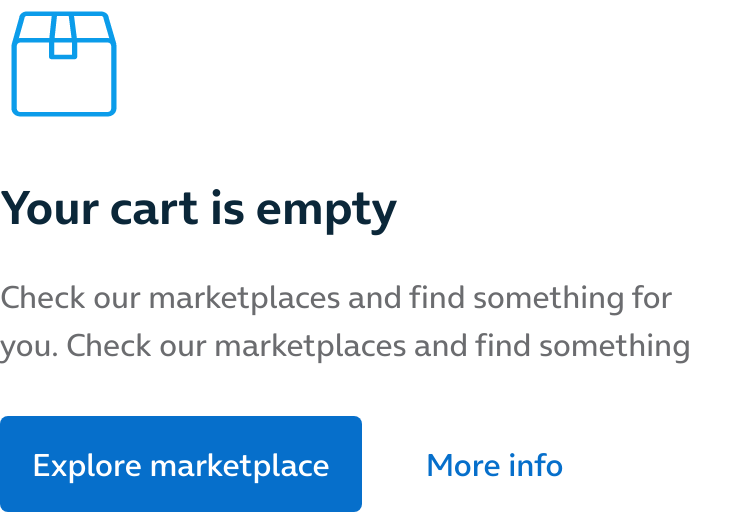 Your cart is empty
Check our marketplaces and find something for
you. Check our marketplaces and find something
Explore marketplace
More info